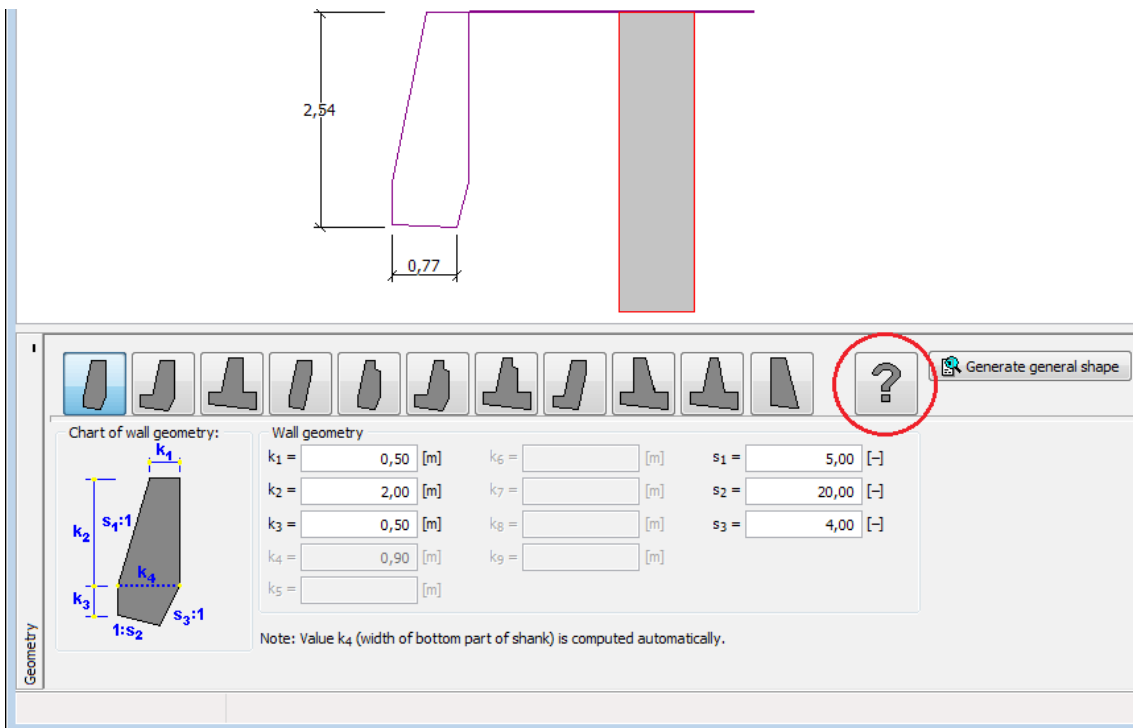 2,54
0,77
?
Generate general shape
Chart of wall geometry:
k1
k2
s1:1
k4
k3
s3:1
1:s2
Wall geometry
k1 = 0,50 [m] k6 = [m] s1 = 5,00 [–]
k2 = 2,00 [m] k7 = [m] s2 = 20,00 [–]
k3 = 0,50 [m] k8 = [m] s3 = 4,00 [–]
k4 = 0,90 [m] k9 = [m]
k5 = [m]
Note: Value k4 (width of bottom part of shank) is computed automatically.
Geometry